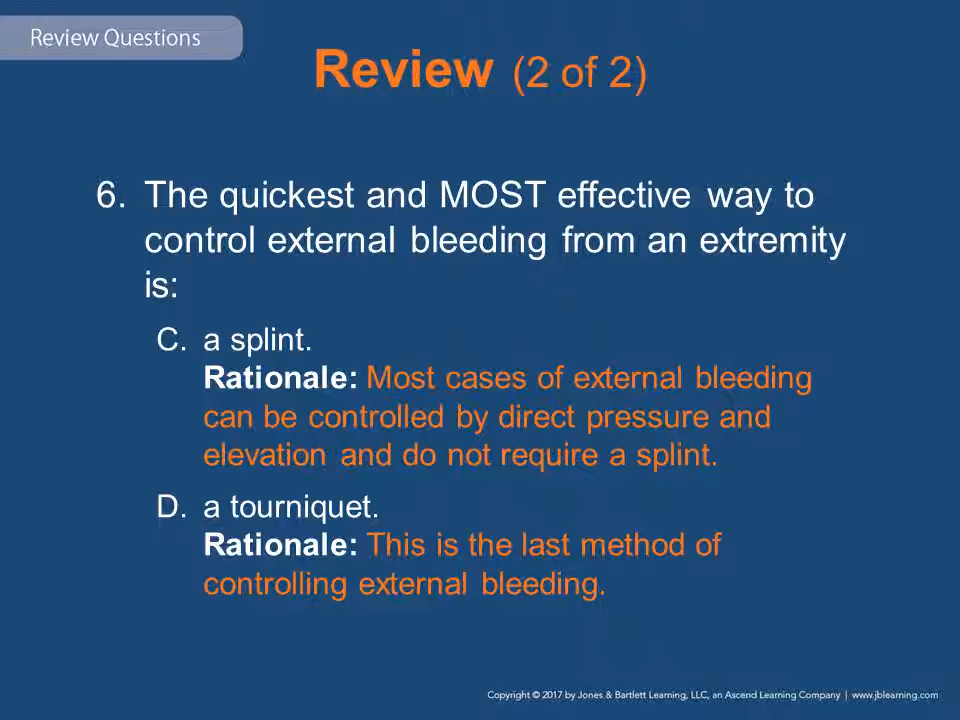 Review Questions
Review (2 of 2)
6. The quickest and MOST effective way to
control external bleeding from an extremity
is:
C. a splint.
Rationale: Most cases of external bleeding
can be controlled by direct pressure and
elevation and do not require a splint.
D. a tourniquet.
Rationale: This is the last method of
controlling external bleeding.
Copyright © 2017 by Jones & Bartlett Learning, LLC, an Ascend Learning Company | www.jblearning.com